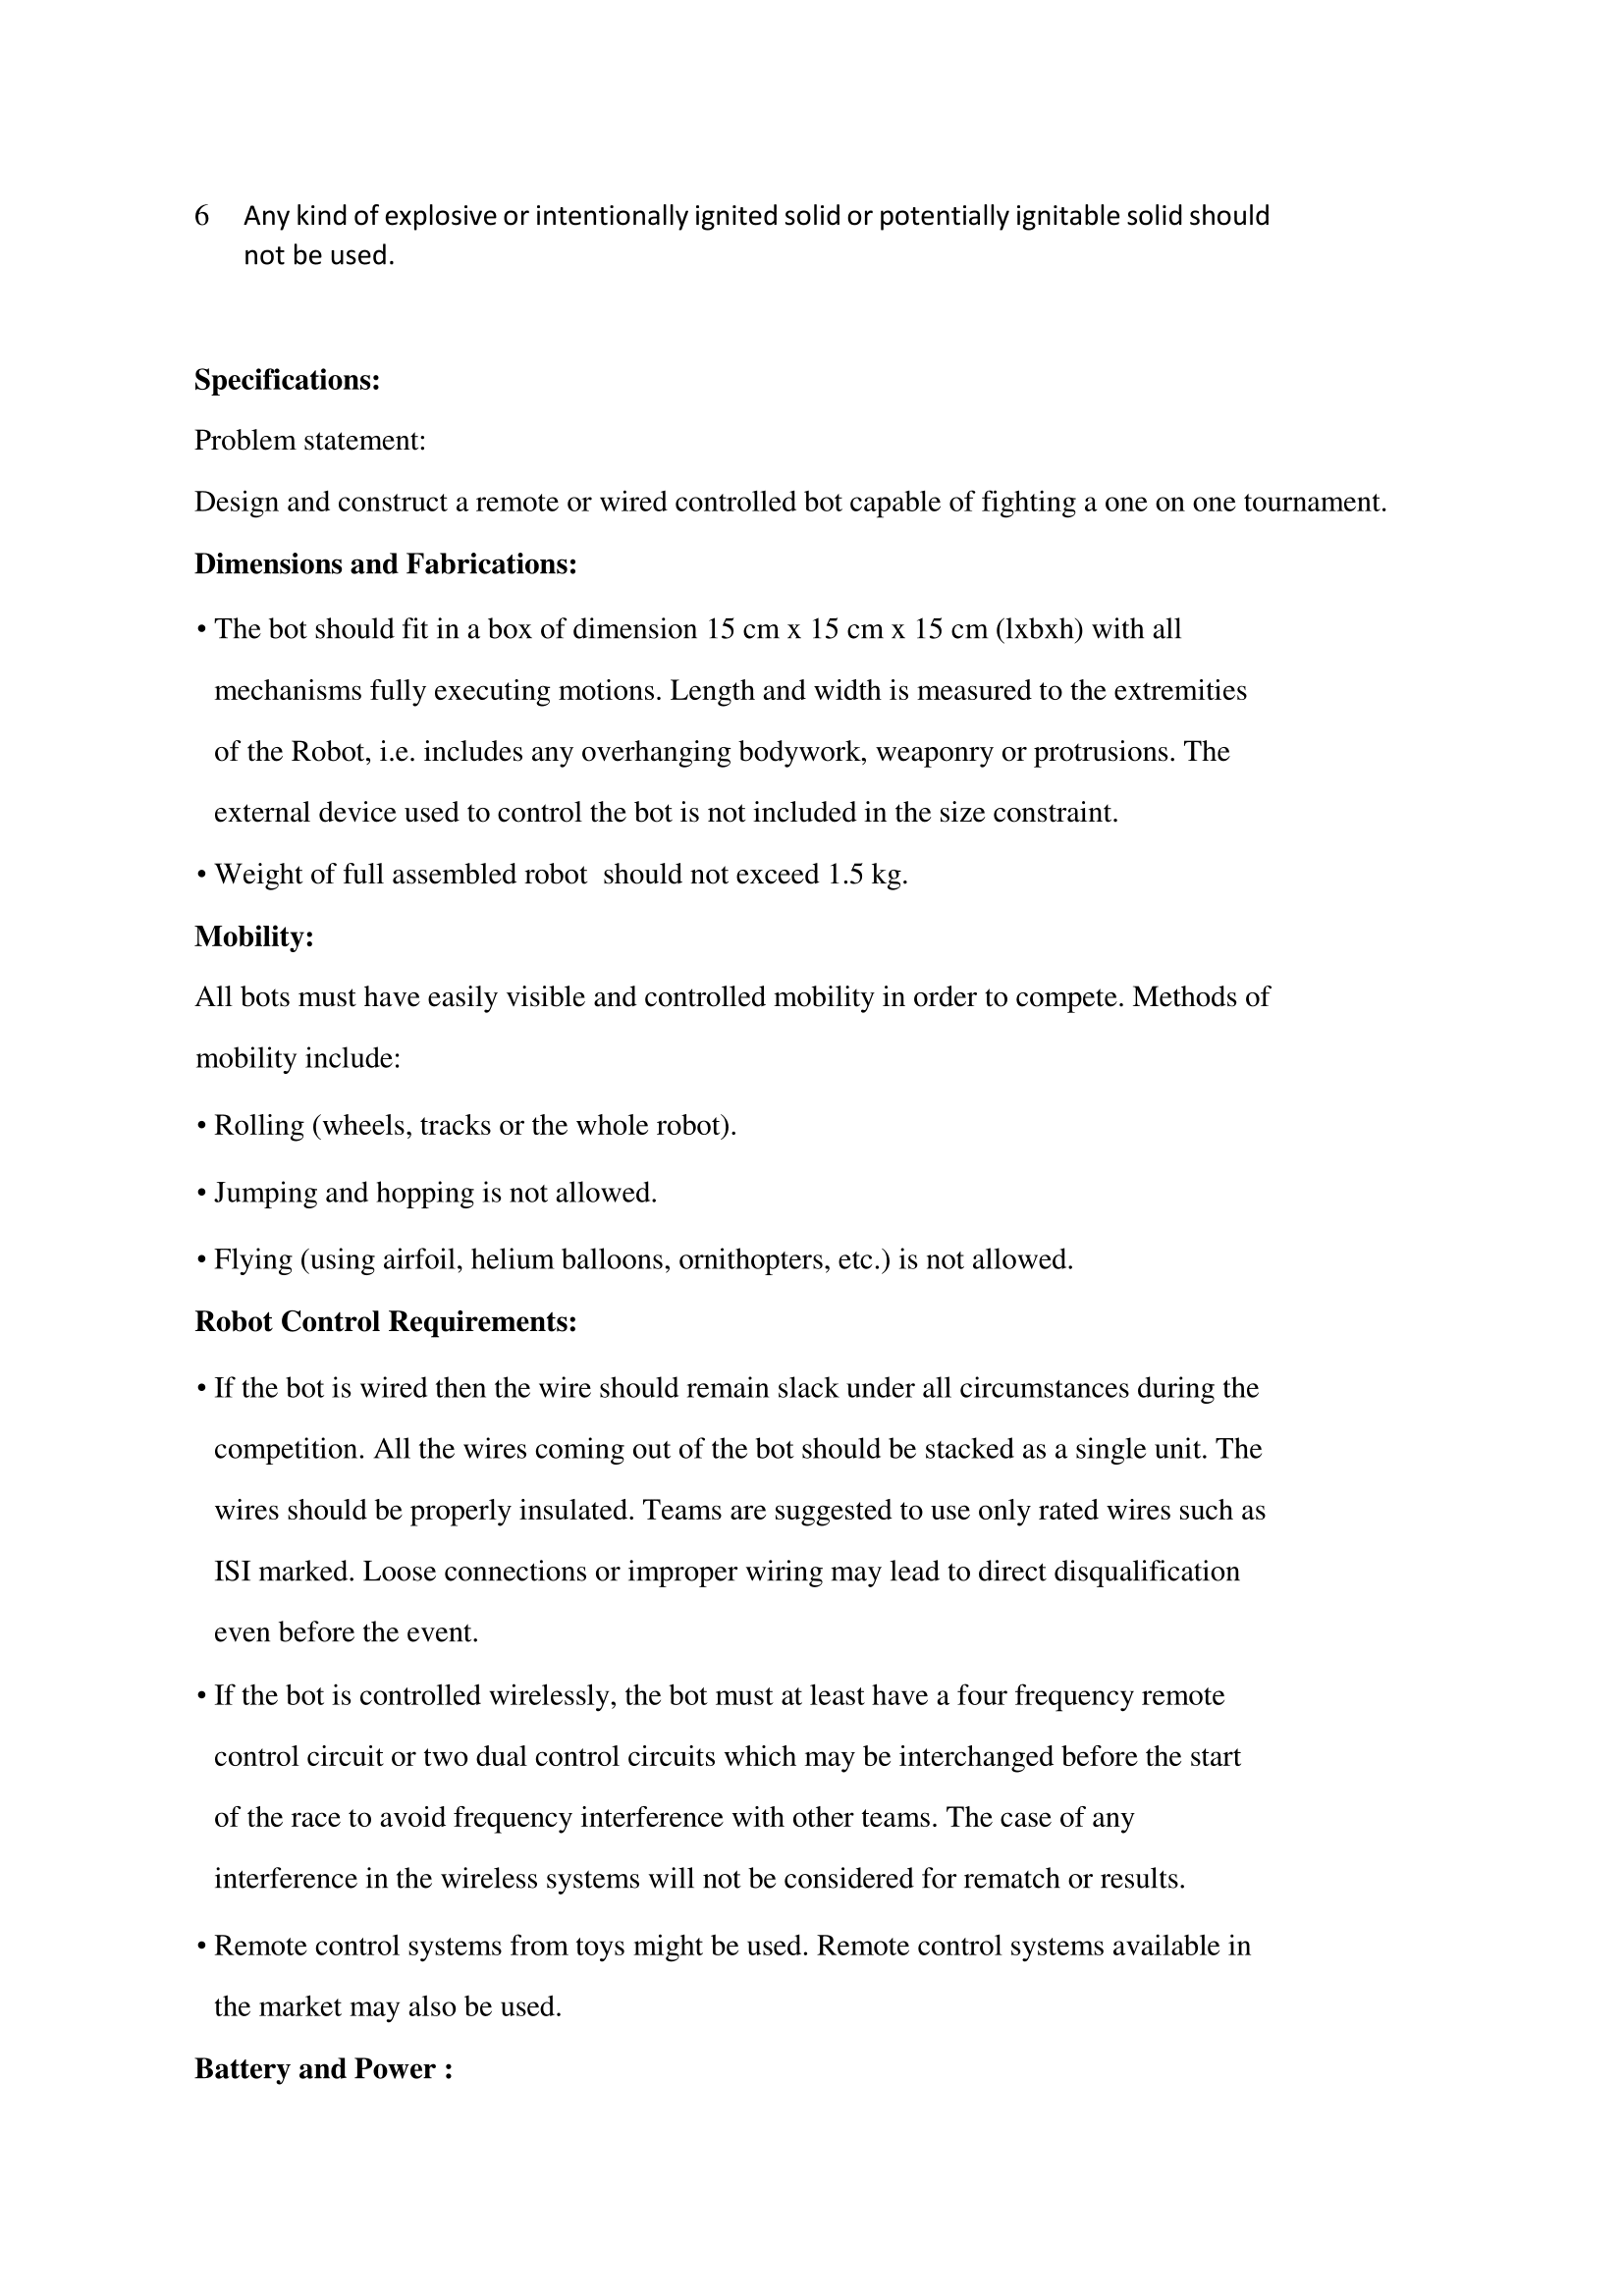 6 Any kind of explosive or intentionally ignited solid or potentially ignitable solid should
not be used.
Specifications:
Problem statement:
Design and construct a remote or wired controlled bot capable of fighting a one on one tournament.
Dimensions and Fabrications:
• The bot should fit in a box of dimension 15 cm x 15 cm x 15 cm (lxbxh) with all
mechanisms fully executing motions. Length and width is measured to the extremities
of the Robot, i.e. includes any overhanging bodywork, weaponry or protrusions. The
external device used to control the bot is not included in the size constraint.
• Weight of full assembled robot  should not exceed 1.5 kg.
Mobility:
All bots must have easily visible and controlled mobility in order to compete. Methods of
mobility include:
• Rolling (wheels, tracks or the whole robot).
• Jumping and hopping is not allowed.
• Flying (using airfoil, helium balloons, ornithopters, etc.) is not allowed.
Robot Control Requirements:
• If the bot is wired then the wire should remain slack under all circumstances during the
competition. All the wires coming out of the bot should be stacked as a single unit. The
wires should be properly insulated. Teams are suggested to use only rated wires such as
ISI marked. Loose connections or improper wiring may lead to direct disqualification
even before the event.
• If the bot is controlled wirelessly, the bot must at least have a four frequency remote
control circuit or two dual control circuits which may be interchanged before the start
of the race to avoid frequency interference with other teams. The case of any
interference in the wireless systems will not be considered for rematch or results.
• Remote control systems from toys might be used. Remote control systems available in
the market may also be used.
Battery and Power :